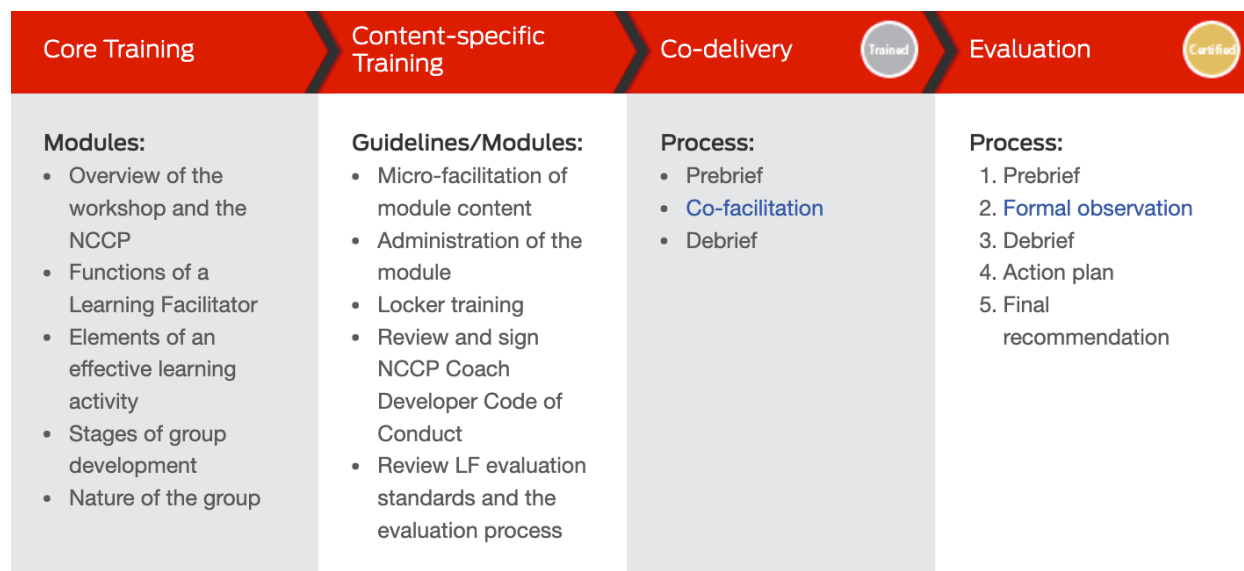 Core Training
Content-specific
Training
Co-delivery
Trained
Evaluation
Certified
Modules:
• Overview of the
workshop and the
NCCP
• Functions of a
Learning Facilitator
• Elements of an
effective learning
activity
• Stages of group
development
• Nature of the group
Guidelines/Modules:
• Micro-facilitation of
module content
• Administration of the
module
• Locker training
• Review and sign
NCCP Coach
Developer Code of
Conduct
• Review LF evaluation
standards and the
evaluation process
Process:
• Prebrief
• Co-facilitation
• Debrief
Process:
1. Prebrief
2. Formal observation
3. Debrief
4. Action plan
5. Final
recommendation